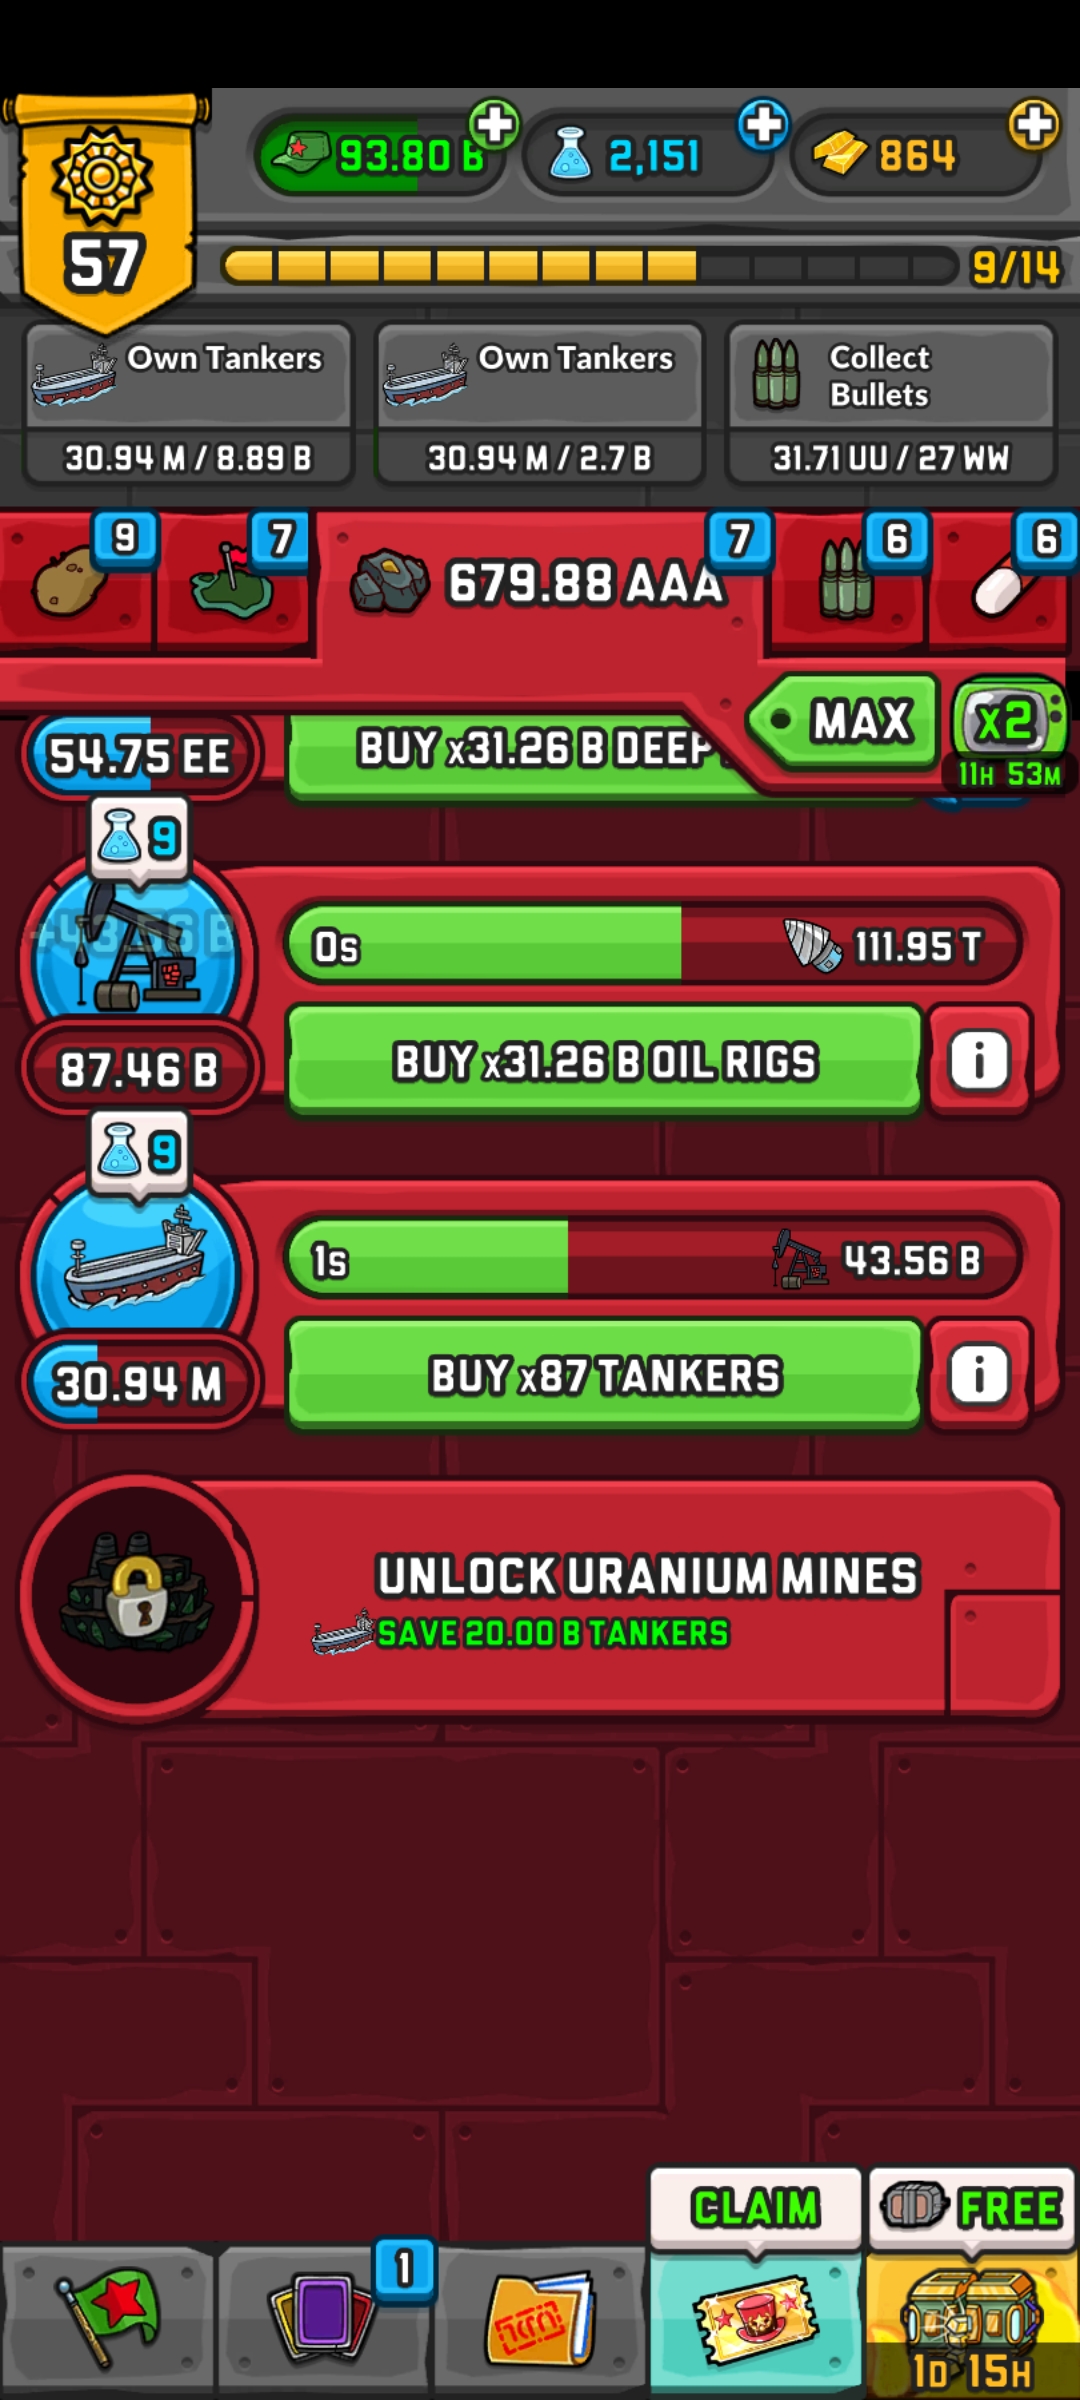 93.80 B
2,151
864
57
9/14
Own Tankers
30.94 M / 8.89 B
Own Tankers
30.94 M / 2.7 B
Collect
Bullets
31.71 UU / 27 WW
9
7
679.88 AAA
7
6
6
MAX
x2
11H 53M
54.75 EE
BUY x31.26 B DEEP
9
+43.56 B
0s
111.95 T
87.46 B
BUY x31.26 B OIL RIGS
i
9
1s
43.56 B
30.94 M
BUY x87 TANKERS
i
UNLOCK URANIUM MINES
SAVE 20.00 B TANKERS
CLAIM
FREE
1
1D 15H